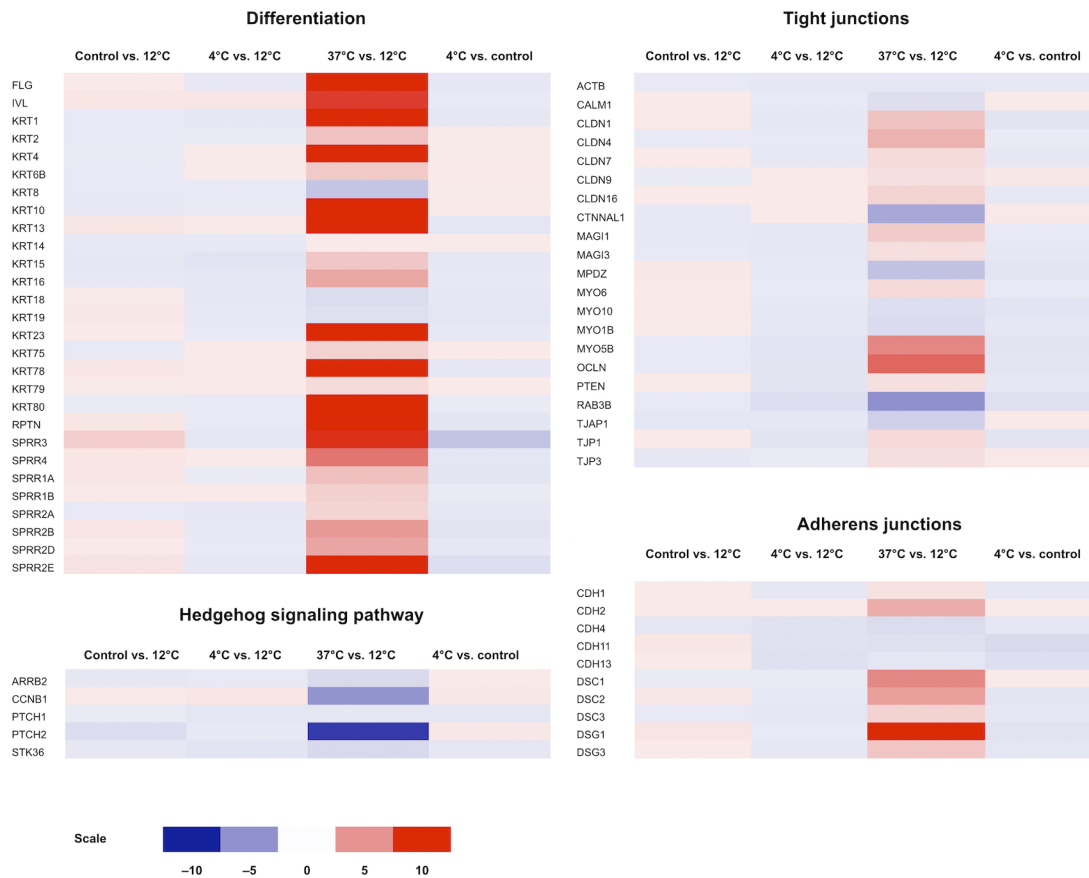 Differentiation
Control vs. 12°C 4°C vs. 12°C 37°C vs. 12°C 4°C vs. control
FLG
IVL
KRT1
KRT2
KRT4
KRT6B
KRT8
KRT10
KRT13
KRT14
KRT15
KRT16
KRT18
KRT19
KRT23
KRT75
KRT78
KRT79
KRT80
RPTN
SPRR3
SPRR4
SPRR1A
SPRR1B
SPRR2A
SPRR2B
SPRR2D
SPRR2E
Hedgehog signaling pathway
Control vs. 12°C 4°C vs. 12°C 37°C vs. 12°C 4°C vs. control
ARRB2
CCNB1
PTCH1
PTCH2
STK36
Tight junctions
Control vs. 12°C 4°C vs. 12°C 37°C vs. 12°C 4°C vs. control
ACTB
CALM1
CLDN1
CLDN4
CLDN7
CLDN9
CLDN16
CTNNAL1
MAGI1
MAGI3
MPDZ
MYO6
MYO10
MYO1B
MYO5B
OCLN
PTEN
RAB3B
TJAP1
TJP1
TJP3
Adherens junctions
Control vs. 12°C 4°C vs. 12°C 37°C vs. 12°C 4°C vs. control
CDH1
CDH2
CDH4
CDH11
CDH13
DSC1
DSC2
DSC3
DSG1
DSG3
Scale
–10 –5 0 5 10